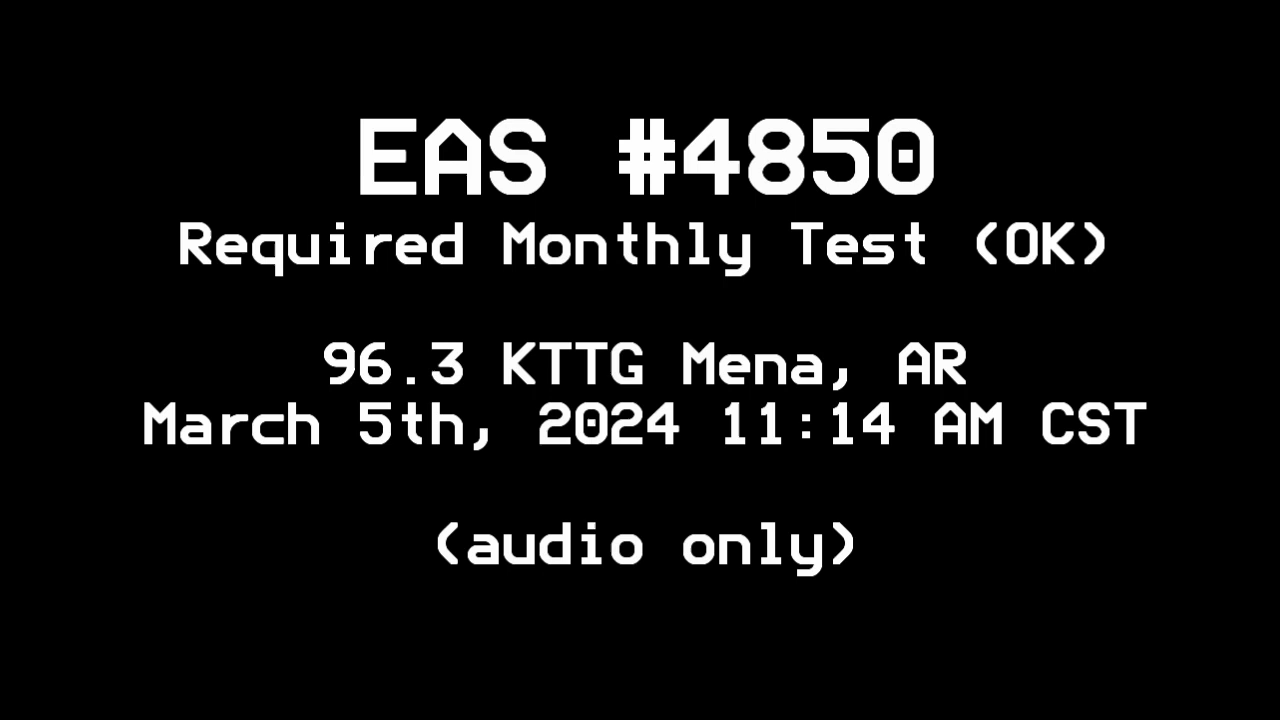 EAS #4850
Required Monthly Test (OK)
96.3 KTTG Mena, AR
March 5th, 2024 11:14 AM CST
(audio only)